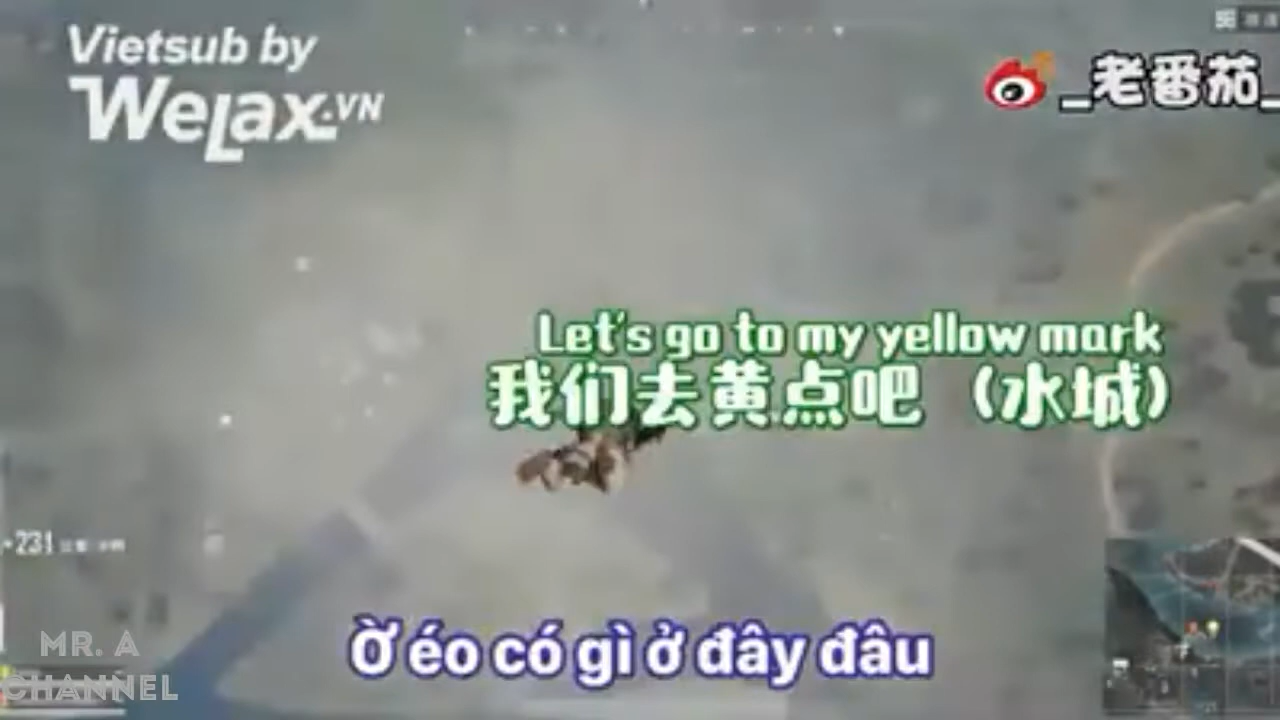 Vietsub by
WeLax.VN
_老番茄_
Let's go to my yellow mark
我们去黄点吧 (水城)
231
Ờ éo có gì ở đây đâu
MR. A
CHANNEL